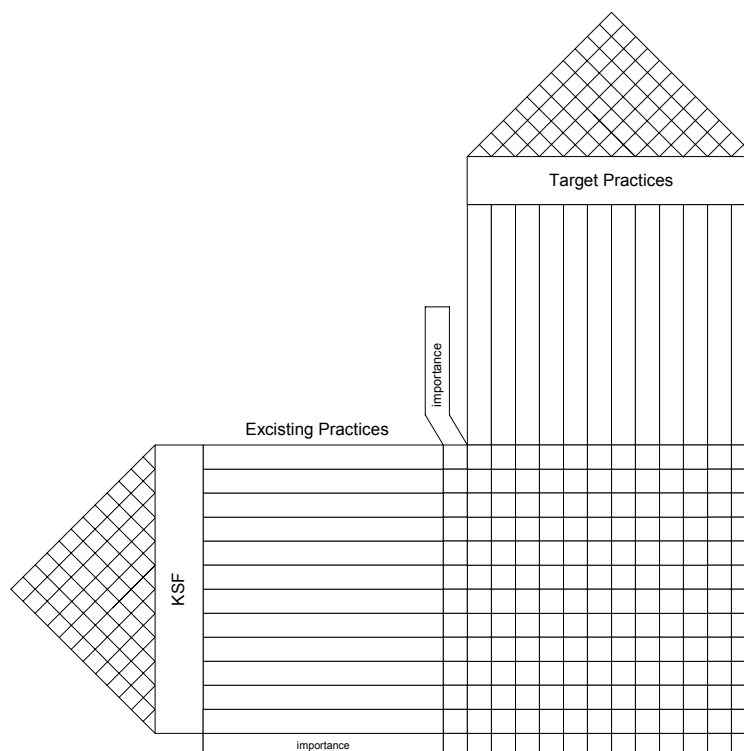 Target Practices
importance
Excisting Practices
KSF
importance